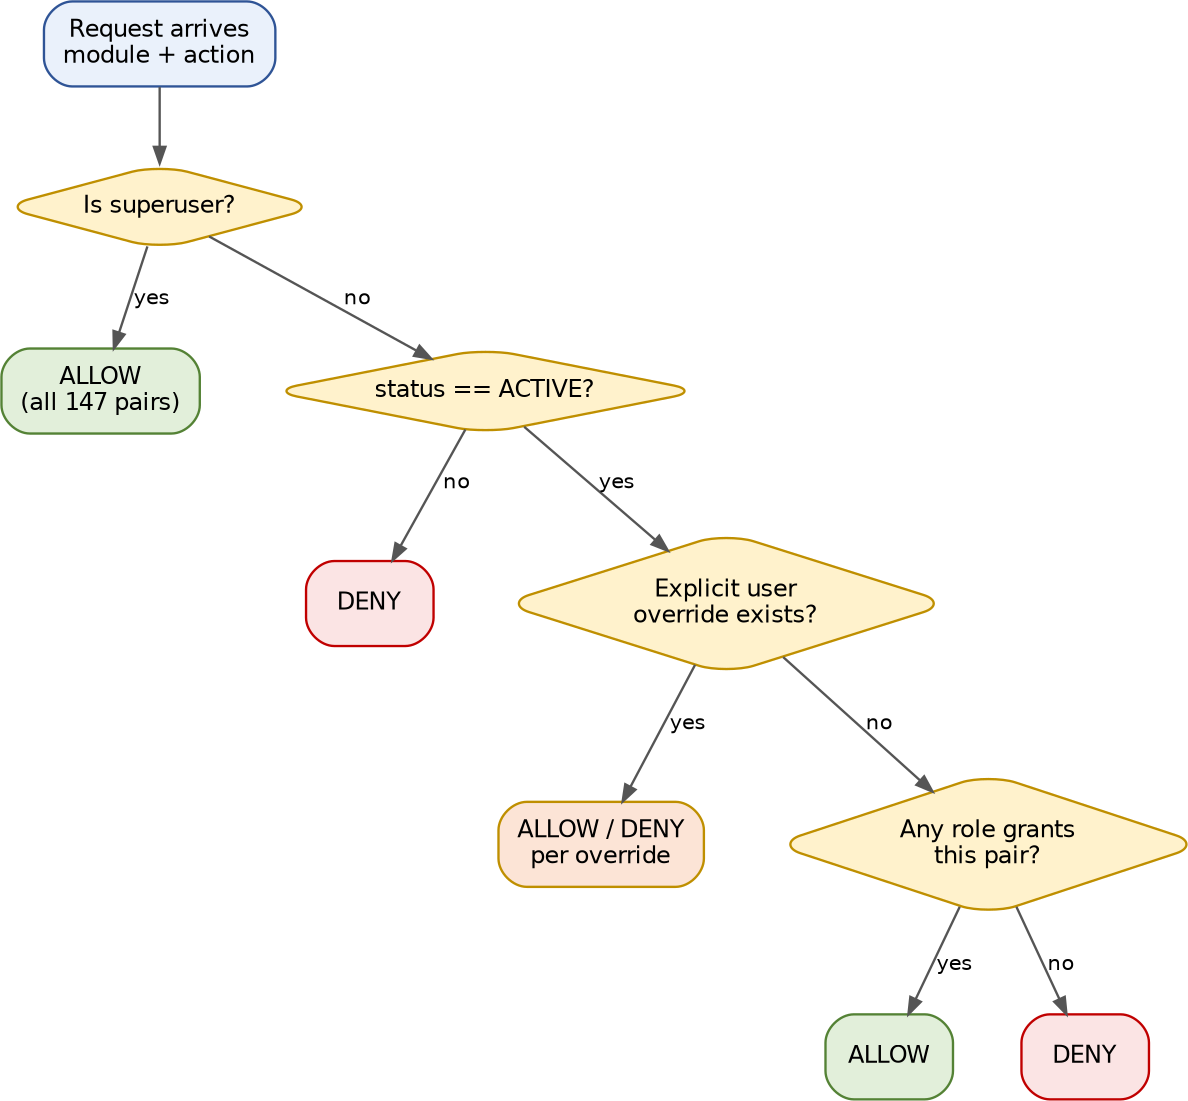 Request arrives
module + action
Is superuser?
yes
no
ALLOW
(all 147 pairs)
status == ACTIVE?
no
yes
DENY
Explicit user
override exists?
yes
no
ALLOW / DENY
per override
Any role grants
this pair?
yes
no
ALLOW
DENY